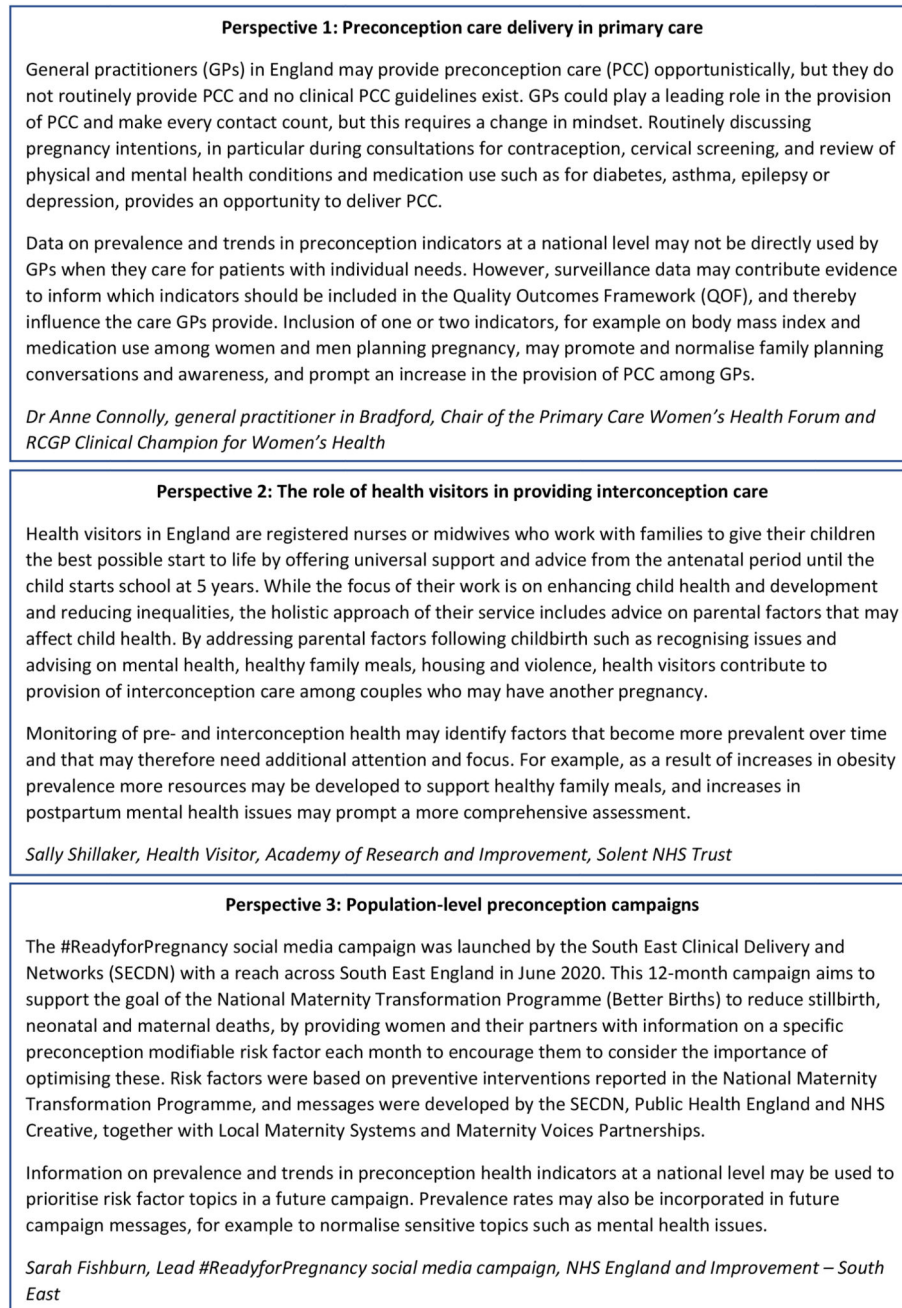 Perspective 1: Preconception care delivery in primary care
General practitioners (GPs) in England may provide preconception care (PCC) opportunistically, but they do
not routinely provide PCC and no clinical PCC guidelines exist. GPs could play a leading role in the provision
of PCC and make every contact count, but this requires a change in mindset. Routinely discussing
pregnancy intentions, in particular during consultations for contraception, cervical screening, and review of
physical and mental health conditions and medication use such as for diabetes, asthma, epilepsy or
depression, provides an opportunity to deliver PCC.
Data on prevalence and trends in preconception indicators at a national level may not be directly used by
GPs when they care for patients with individual needs. However, surveillance data may contribute evidence
to inform which indicators should be included in the Quality Outcomes Framework (QOF), and thereby
influence the care GPs provide. Inclusion of one or two indicators, for example on body mass index and
medication use among women and men planning pregnancy, may promote and normalise family planning
conversations and awareness, and prompt an increase in the provision of PCC among GPs.
Dr Anne Connolly, general practitioner in Bradford, Chair of the Primary Care Women's Health Forum and
RCGP Clinical Champion for Women's Health
Perspective 2: The role of health visitors in providing interconception care
Health visitors in England are registered nurses or midwives who work with families to give their children
the best possible start to life by offering universal support and advice from the antenatal period until the
child starts school at 5 years. While the focus of their work is on enhancing child health and development
and reducing inequalities, the holistic approach of their service includes advice on parental factors that may
affect child health. By addressing parental factors following childbirth such as recognising issues and
advising on mental health, healthy family meals, housing and violence, health visitors contribute to
provision of interconception care among couples who may have another pregnancy.
Monitoring of pre- and interconception health may identify factors that become more prevalent over time
and that may therefore need additional attention and focus. For example, as a result of increases in obesity
prevalence more resources may be developed to support healthy family meals, and increases in
postpartum mental health issues may prompt a more comprehensive assessment.
Sally Shillaker, Health Visitor, Academy of Research and Improvement, Solent NHS Trust
Perspective 3: Population-level preconception campaigns
The #ReadyforPregnancy social media campaign was launched by the South East Clinical Delivery and
Networks (SECDN) with a reach across South East England in June 2020. This 12-month campaign aims to
support the goal of the National Maternity Transformation Programme (Better Births) to reduce stillbirth,
neonatal and maternal deaths, by providing women and their partners with information on a specific
preconception modifiable risk factor each month to encourage them to consider the importance of
optimising these. Risk factors were based on preventive interventions reported in the National Maternity
Transformation Programme, and messages were developed by the SECDN, Public Health England and NHS
Creative, together with Local Maternity Systems and Maternity Voices Partnerships.
Information on prevalence and trends in preconception health indicators at a national level may be used to
prioritise risk factor topics in a future campaign. Prevalence rates may also be incorporated in future
campaign messages, for example to normalise sensitive topics such as mental health issues.
Sarah Fishburn, Lead #ReadyforPregnancy social media campaign, NHS England and Improvement – South
East